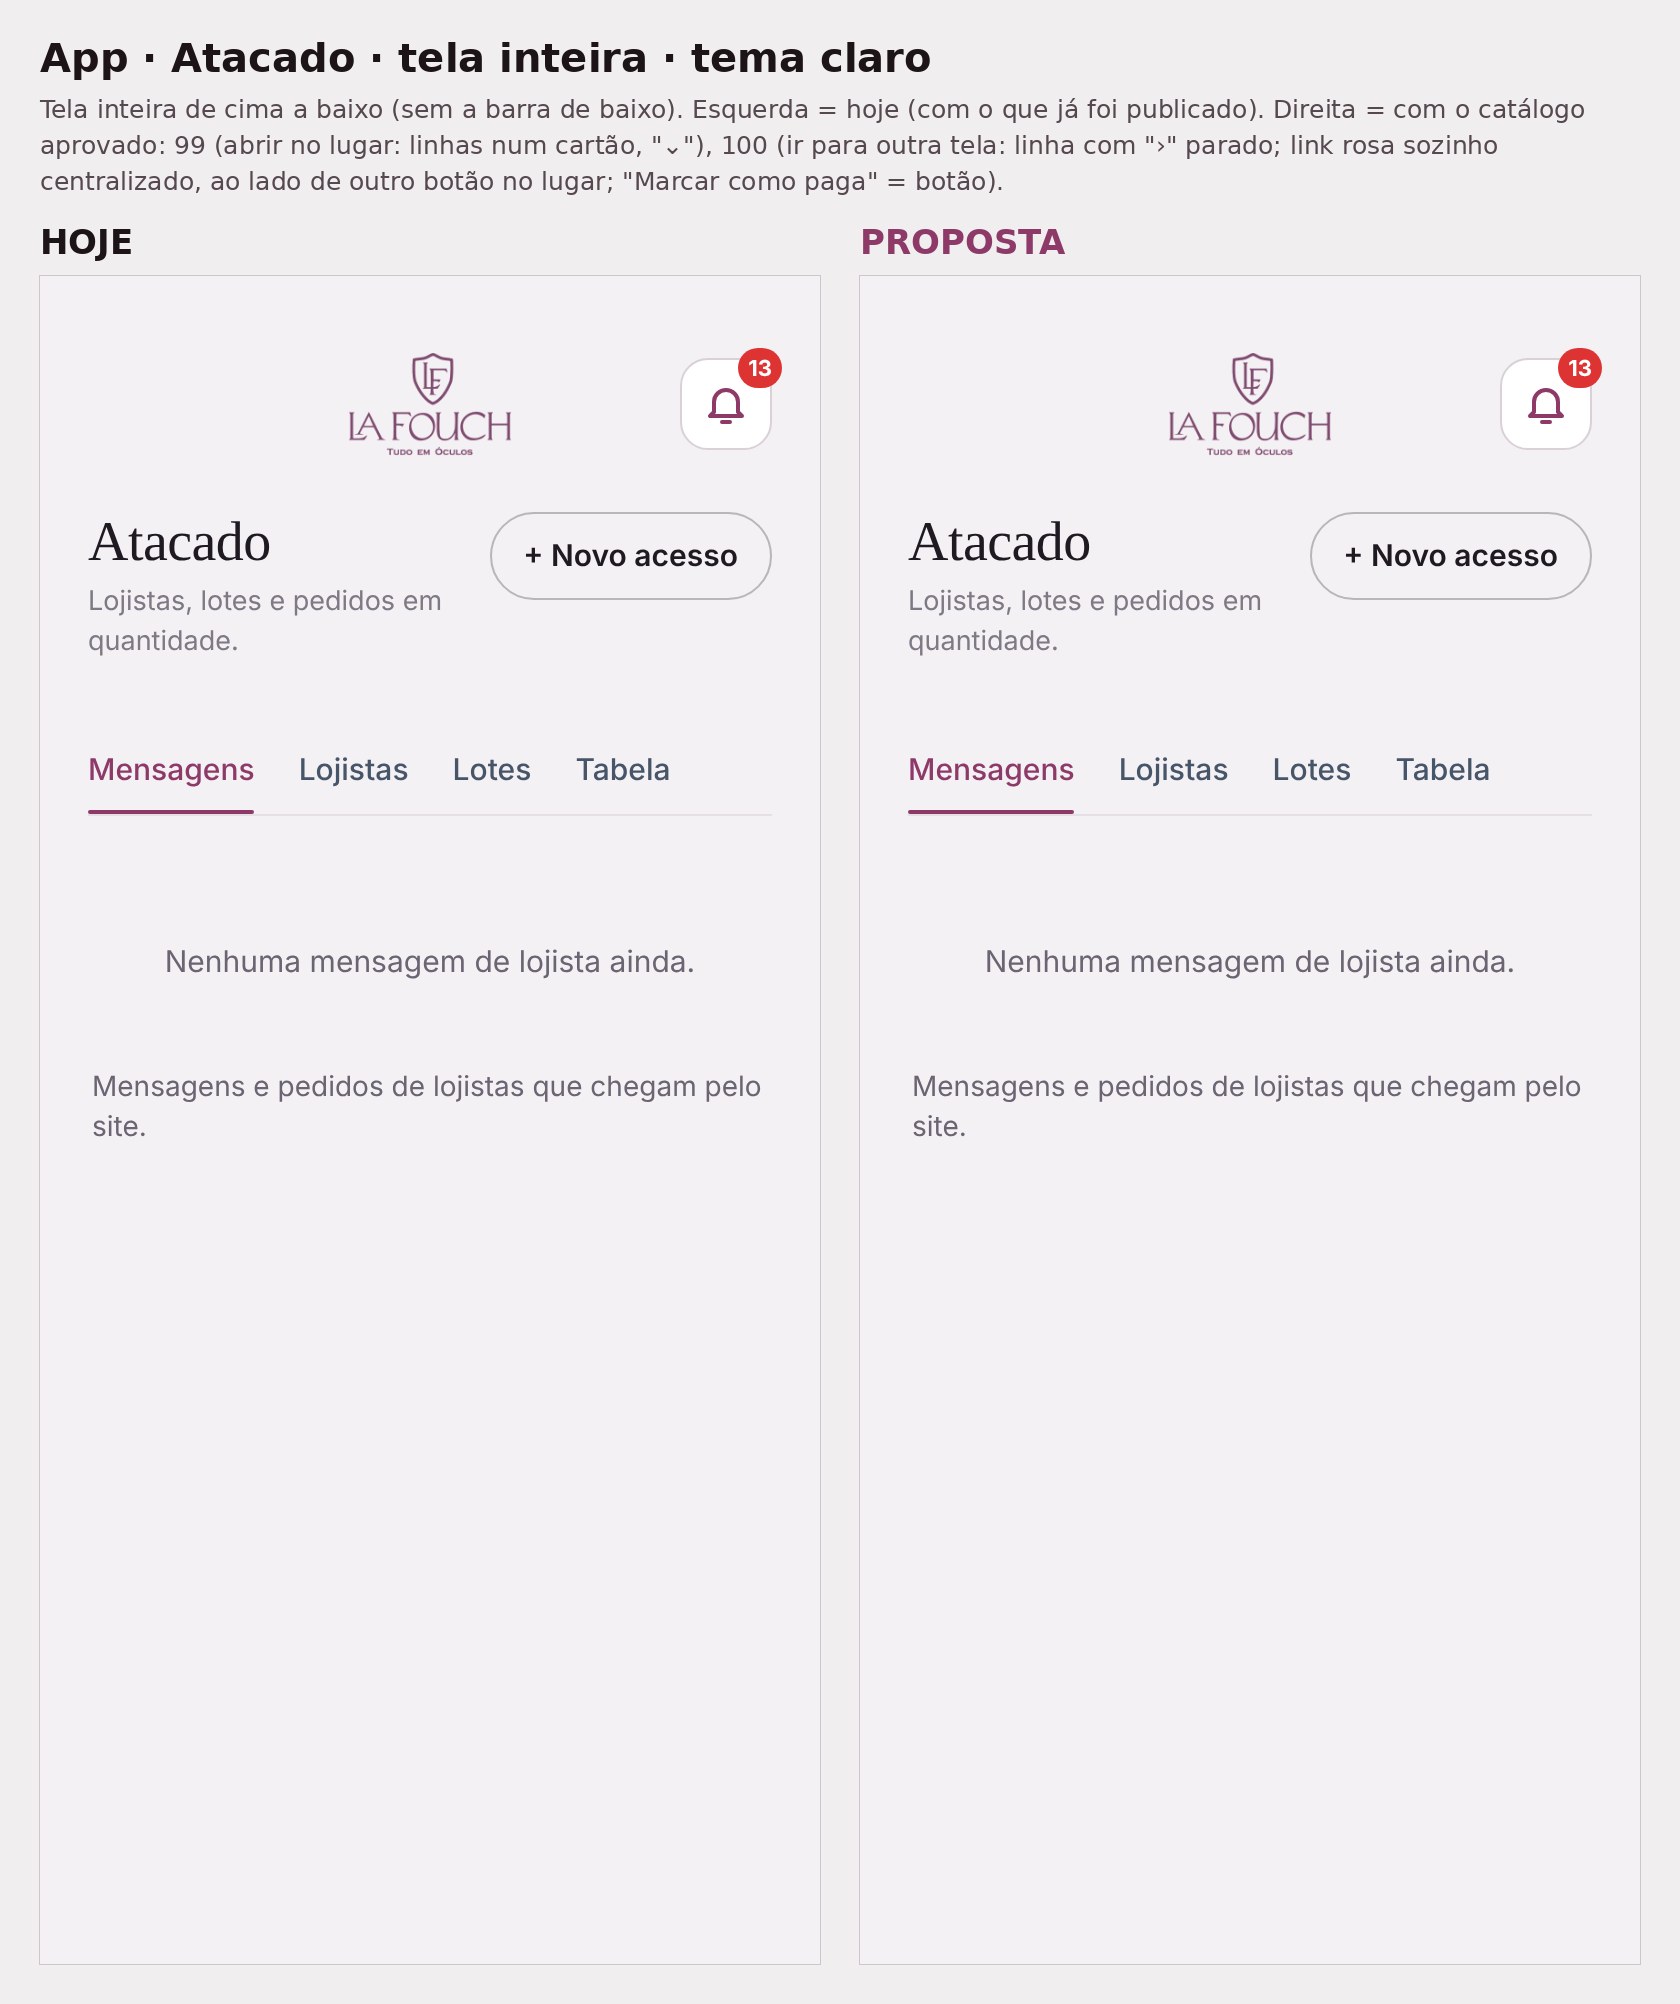 App · Atacado · tela inteira · tema claro
Tela inteira de cima a baixo (sem a barra de baixo). Esquerda = hoje (com o que já foi publicado). Direita = com o catálogo
aprovado: 99 (abrir no lugar: linhas num cartão, "⌄"), 100 (ir para outra tela: linha com "›" parado; link rosa sozinho
centralizado, ao lado de outro botão no lugar; "Marcar como paga" = botão).
HOJE
LF
LA FOUCH
TUDO EM ÓCULOS
13
Atacado
+ Novo acesso
Lojistas, lotes e pedidos em
quantidade.
Mensagens Lojistas Lotes Tabela
Nenhuma mensagem de lojista ainda.
Mensagens e pedidos de lojistas que chegam pelo
site.
PROPOSTA
LF
LA FOUCH
TUDO EM ÓCULOS
13
Atacado
+ Novo acesso
Lojistas, lotes e pedidos em
quantidade.
Mensagens Lojistas Lotes Tabela
Nenhuma mensagem de lojista ainda.
Mensagens e pedidos de lojistas que chegam pelo
site.